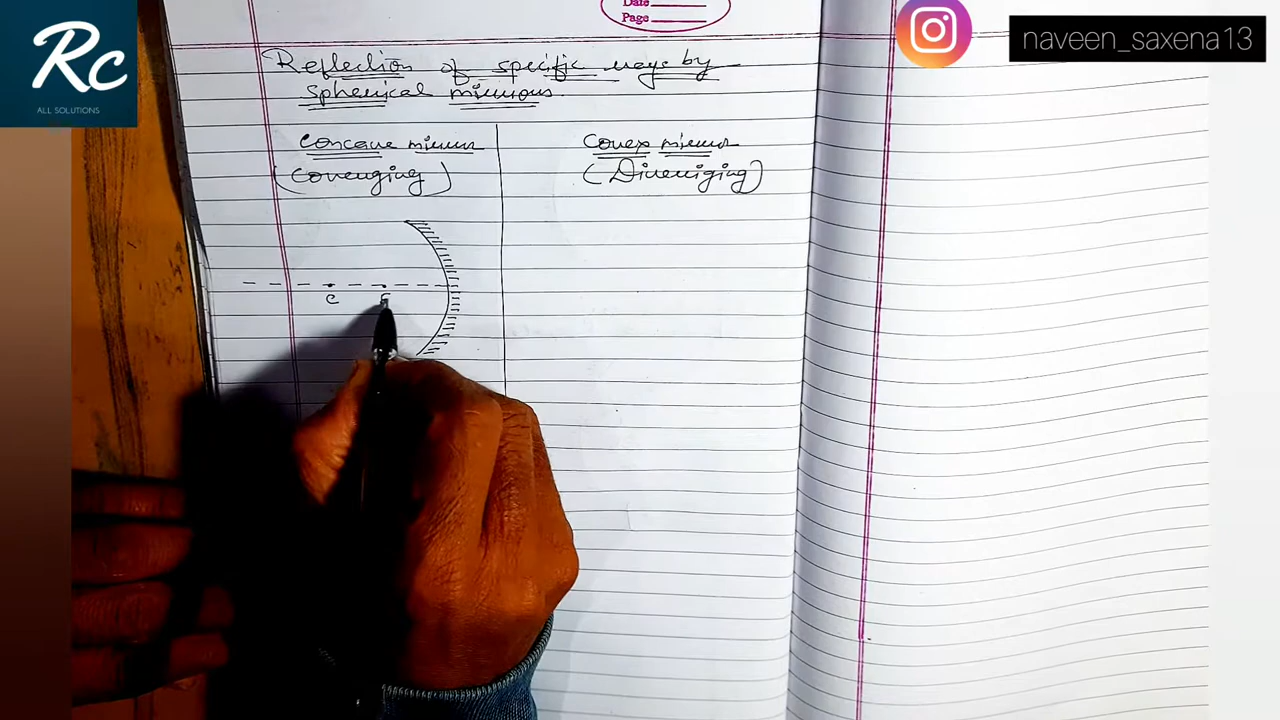 Rc
ALL SOLUTIONS
naveen_saxena13
Date
Page
Reflection of specific rays by
Spherical mirrors.
Concave mirror
Convex mirror
(Converging)
(Diverging)
C
F